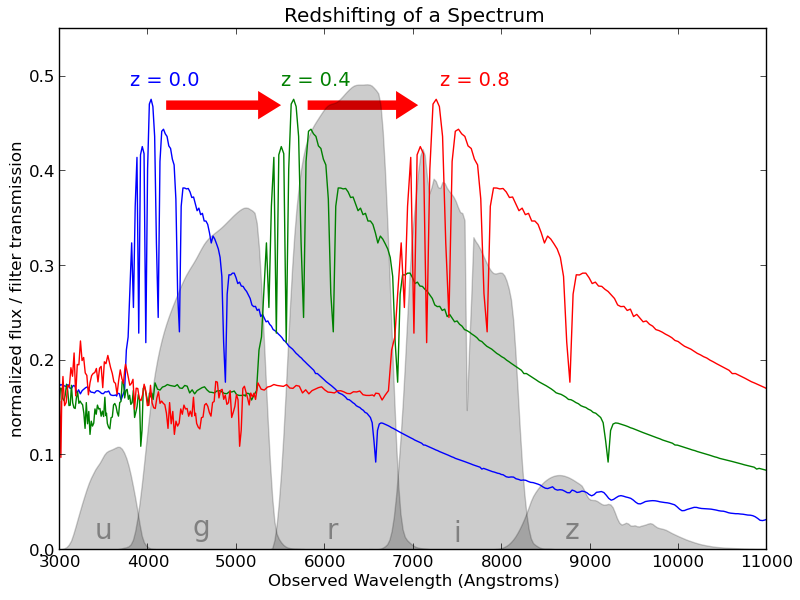 Redshifting of a Spectrum
normalized flux / filter transmission
0.5
0.4
0.3
0.2
0.1
0.0
z = 0.0
z = 0.4
z = 0.8
u
g
r
i
z
3000
4000
5000
6000
7000
8000
9000
10000
11000
Observed Wavelength (Angstroms)